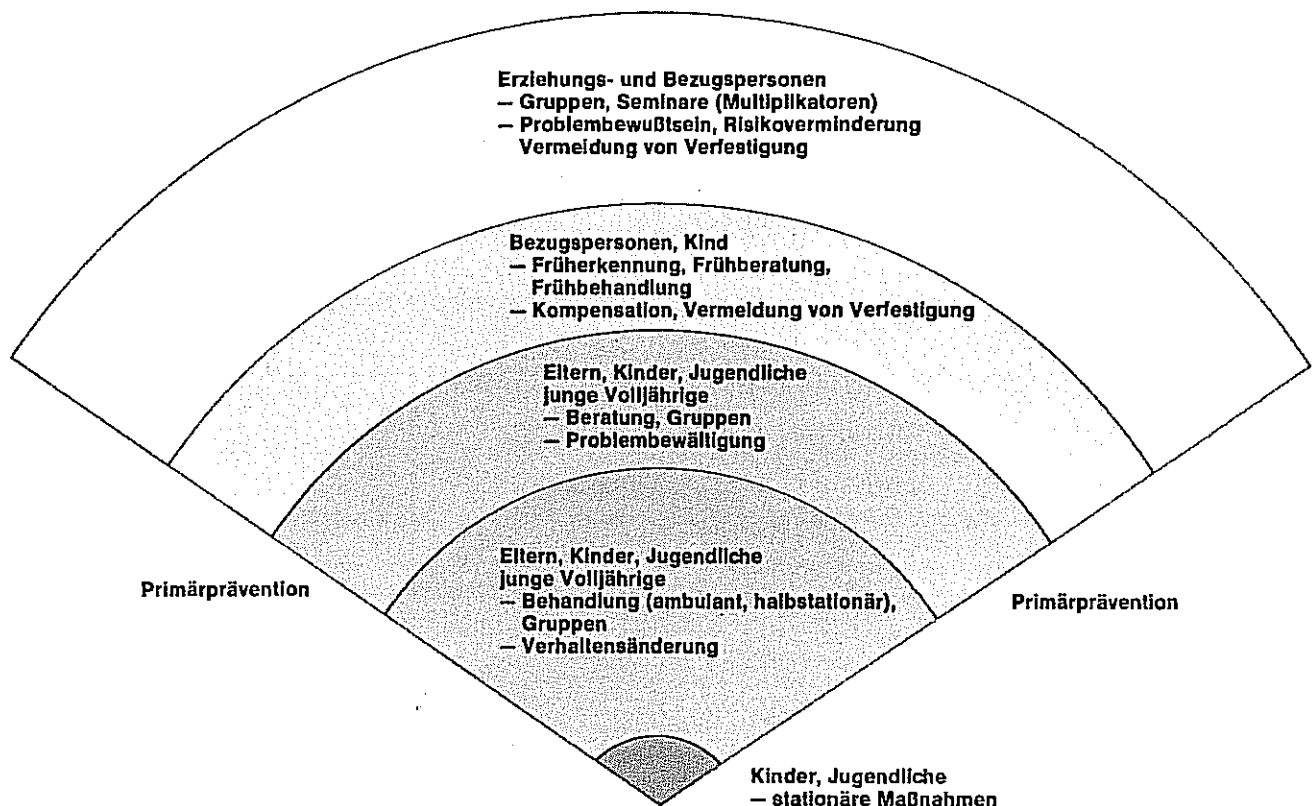 Erziehungs- und Bezugspersonen
— Gruppen, Seminare (Multiplikatoren)
— Problembewußtsein, Risikoverminderung
Vermeidung von Verfestigung
Bezugspersonen, Kind
— Früherkennung, Frühberatung,
Frühbehandlung
— Kompensation, Vermeidung von Verfestigung
Eltern, Kinder, Jugendliche
junge Volljährige
— Beratung, Gruppen
— Problembewältigung
Eltern, Kinder, Jugendliche
junge Volljährige
— Behandlung (ambulant, halbstationär),
Gruppen
— Verhaltensänderung
Primärprävention
Primärprävention
Kinder, Jugendliche
— stationäre Maßnahmen